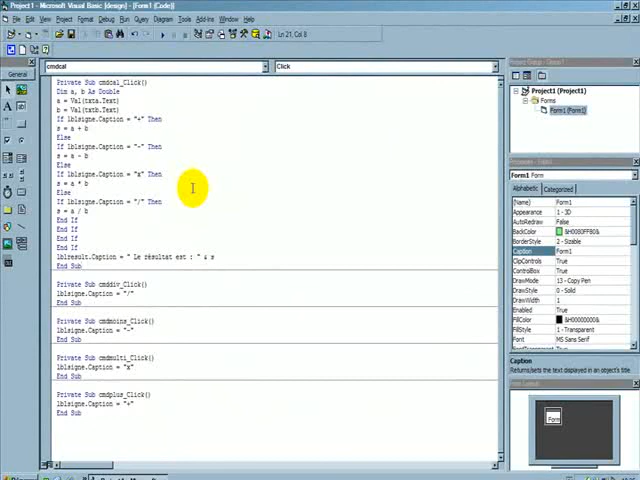 Project1 - Microsoft Visual Basic [design] - [Form1 (Code)]
File Edit View Project Format Debug Run Query Diagram Tools Add-Ins Window Help
Ln 21, Col 1
General
cmdcal
Click
Private Sub cmdcal_Click()
Dim a, b As Double
a = Val(txta.Text)
b = Val(txtb.Text)
If lblsigne.Caption = "+" Then
s = a + b
Else
If lblsigne.Caption = "-" Then
s = a - b
Else
If lblsigne.Caption = "x" Then
s = a * b
Else
If lblsigne.Caption = "/" Then
s = a / b
End If
End If
End If
End If
lblresult.Caption = " Le résultat est : " & s
End Sub
Private Sub cmddiv_Click()
lblsigne.Caption = "/"
End Sub
Private Sub cmdmoins_Click()
lblsigne.Caption = "-"
End Sub
Private Sub cmdmulti_Click()
lblsigne.Caption = "x"
End Sub
Private Sub cmdplus_Click()
lblsigne.Caption = "+"
End Sub
Project1 (Project1)
Forms
Form1 (Form1)
Form1 Form
Alphabetic Categorized
(Name) Form1
Appearance 1 - 3D
AutoRedraw False
BackColor &H0080FF80&
BorderStyle 2 - Sizable
Caption Form1
ClipControls True
ControlBox True
DrawMode 13 - Copy Pen
DrawStyle 0 - Solid
DrawWidth 1
Enabled True
FillColor &H00000000&
FillStyle 1 - Transparent
Font MS Sans Serif
Caption
Returns/sets the text displayed in an object's title
Form